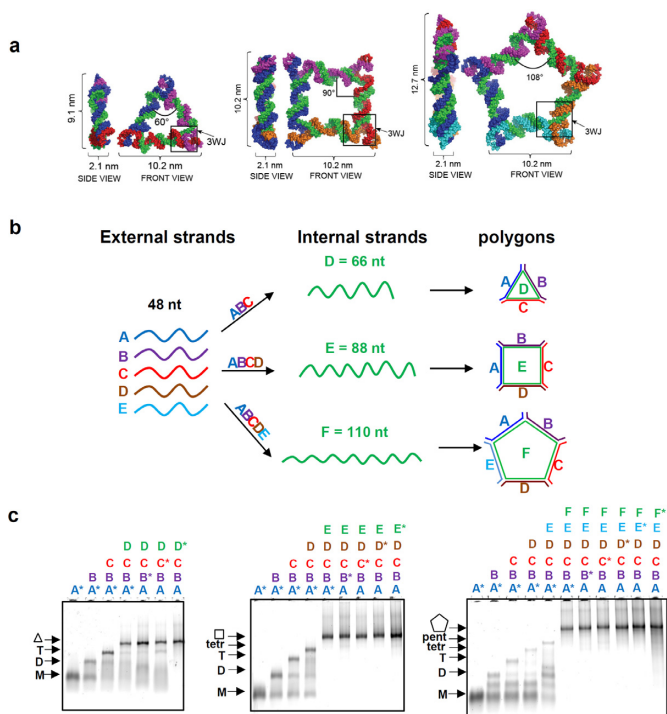 a
9.1 nm
60°
3WJ
2.1 nm
10.2 nm
SIDE VIEW
FRONT VIEW
10.2 nm
90°
3WJ
2.1 nm
10.2 nm
SIDE VIEW
FRONT VIEW
12.7 nm
108°
3WJ
2.1 nm
10.2 nm
SIDE VIEW
FRONT VIEW
b
External strands
Internal strands
polygons
48 nt
A
B
C
D
E
ABC
ABCD
ABCDE
D = 66 nt
E = 88 nt
F = 110 nt
A
B
D
C
B
A
E
C
D
A
B
F
E
C
D
c
D D D D*
C C C C* C
B B B B* B B
A* A* A* A* A* A* A
T
D
M
E E E E E*
D D D D D* D
C C C C C* C C
B B B B B* B B B
A* A* A* A* A* A* A* A* A
tetr
T
D
M
F F F F F F*
E E E E E E* E
D D D D D D* D D
C C C C C C* C C C
B B B B B B* B B B B
A* A* A* A* A* A* A* A* A* A* A
pent
tetr
T
D
M